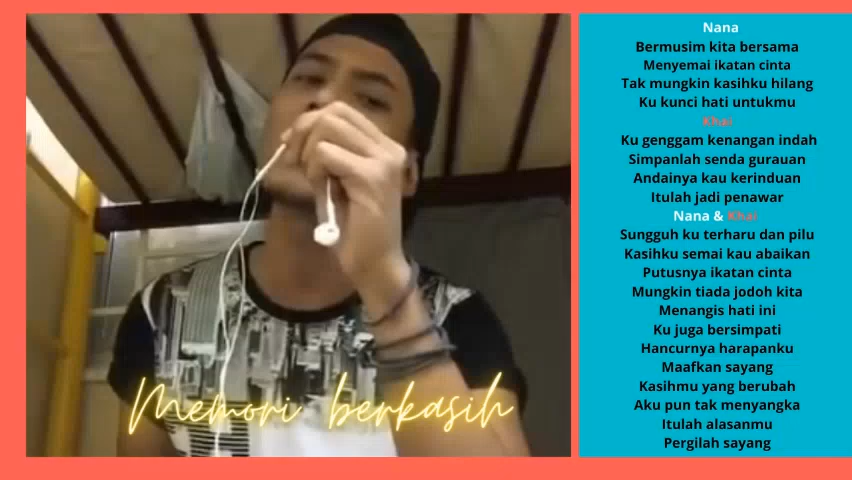 Memori berkasih
Nana
Bermusim kita bersama
Menyemai ikatan cinta
Tak mungkin kasihku hilang
Ku kunci hati untukmu
Khai
Ku genggam kenangan indah
Simpanlah senda gurauan
Andainya kau kerinduan
Itulah jadi penawar
Nana & Khai
Sungguh ku terharu dan pilu
Kasihku semai kau abaikan
Putusnya ikatan cinta
Mungkin tiada jodoh kita
Menangis hati ini
Ku juga bersimpati
Hancurnya harapanku
Maafkan sayang
Kasihmu yang berubah
Aku pun tak menyangka
Itulah alasanmu
Pergilah sayang